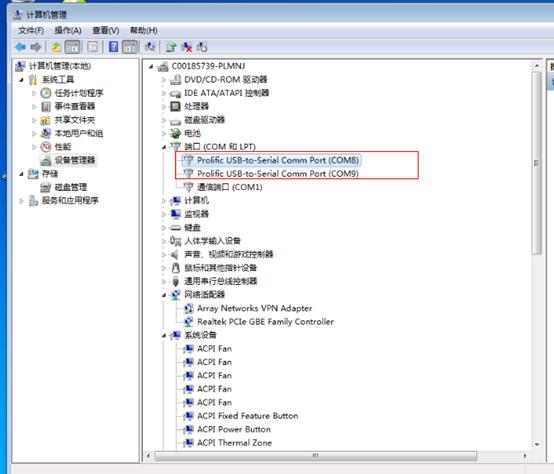 计算机管理
文件(F) 操作(A) 查看(V) 帮助(H)
计算机管理(本地)
系统工具
任务计划程序
事件查看器
共享文件夹
本地用户和组
性能
设备管理器
存储
磁盘管理
服务和应用程序
C00185739-PLMNJ
DVD/CD-ROM 驱动器
IDE ATA/ATAPI 控制器
处理器
磁盘驱动器
电池
端口 (COM 和 LPT)
Prolific USB-to-Serial Comm Port (COM8)
Prolific USB-to-Serial Comm Port (COM9)
通信端口 (COM1)
计算机
监视器
键盘
人体学输入设备
声音、视频和游戏控制器
鼠标和其他指针设备
通用串行总线控制器
网络适配器
Array Networks VPN Adapter
Realtek PCIe GBE Family Controller
系统设备
ACPI Fan
ACPI Fan
ACPI Fan
ACPI Fan
ACPI Fan
ACPI Fixed Feature Button
ACPI Power Button
ACPI Thermal Zone